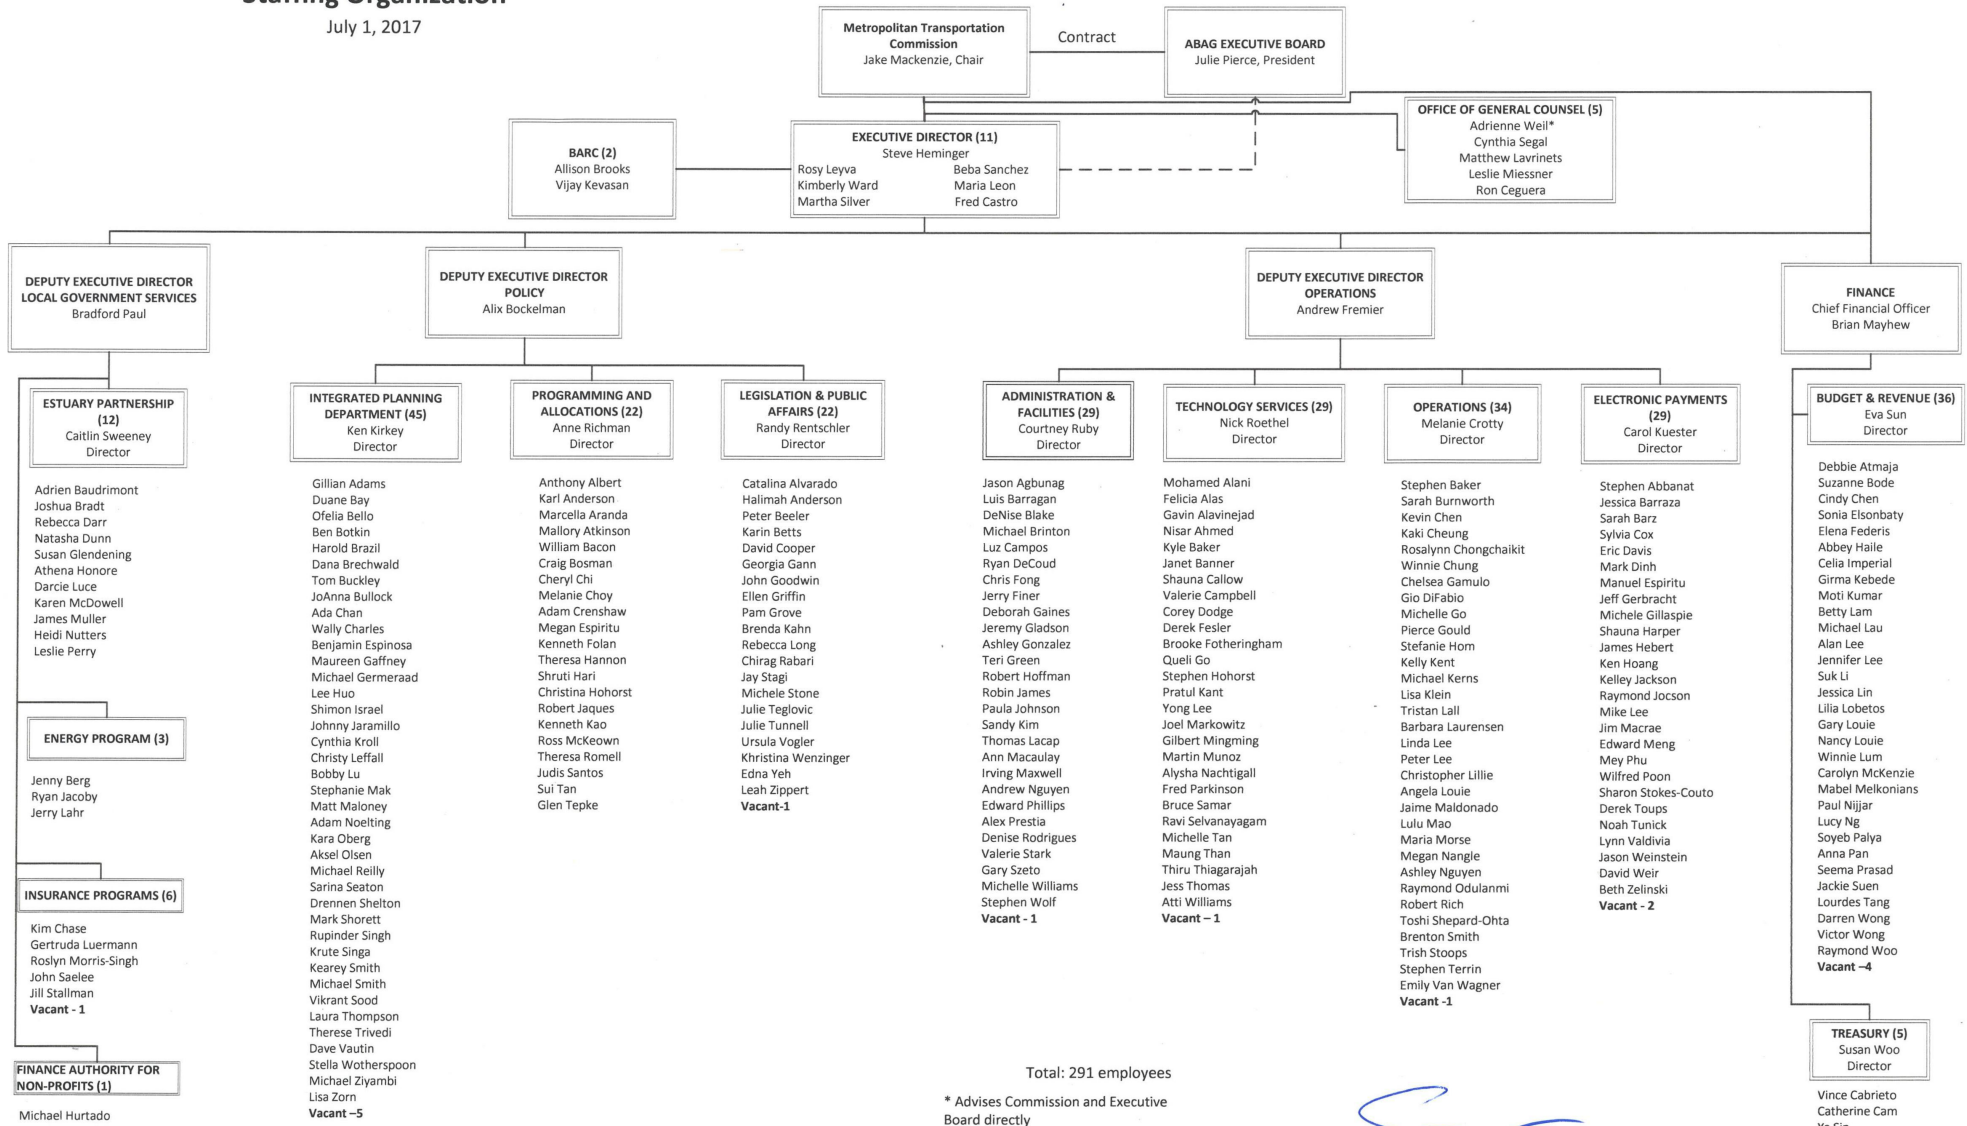 Staffing Organization
July 1, 2017
Metropolitan Transportation
Commission
Jake Mackenzie, Chair
Contract
ABAG EXECUTIVE BOARD
Julie Pierce, President
OFFICE OF GENERAL COUNSEL (5)
Adrienne Weil*
Cynthia Segal
Matthew Lavrinets
Leslie Miessner
Ron Ceguera
BARC (2)
Allison Brooks
Vijay Kevasan
EXECUTIVE DIRECTOR (11)
Steve Heminger
Rosy Leyva
Kimberly Ward
Martha Silver
Beba Sanchez
Maria Leon
Fred Castro
DEPUTY EXECUTIVE DIRECTOR
LOCAL GOVERNMENT SERVICES
Bradford Paul
DEPUTY EXECUTIVE DIRECTOR
POLICY
Alix Bockelman
DEPUTY EXECUTIVE DIRECTOR
OPERATIONS
Andrew Fremier
FINANCE
Chief Financial Officer
Brian Mayhew
ESTUARY PARTNERSHIP
(12)
Caitlin Sweeney
Director
Adrien Baudrimont
Joshua Bradt
Rebecca Darr
Natasha Dunn
Susan Glendening
Athena Honore
Darcie Luce
Karen McDowell
James Muller
Heidi Nutters
Leslie Perry
ENERGY PROGRAM (3)
Jenny Berg
Ryan Jacoby
Jerry Lahr
INSURANCE PROGRAMS (6)
Kim Chase
Gertruda Luermann
Roslyn Morris-Singh
John Saelee
Jill Stallman
Vacant - 1
FINANCE AUTHORITY FOR
NON-PROFITS (1)
Michael Hurtado
INTEGRATED PLANNING
DEPARTMENT (45)
Ken Kirkey
Director
Gillian Adams
Duane Bay
Ofelia Bello
Ben Botkin
Harold Brazil
Dana Brechwald
Tom Buckley
JoAnna Bullock
Ada Chan
Wally Charles
Benjamin Espinosa
Maureen Gaffney
Michael Germeraad
Lee Huo
Shimon Israel
Johnny Jaramillo
Cynthia Kroll
Christy Leffall
Bobby Lu
Stephanie Mak
Matt Maloney
Adam Noelting
Kara Oberg
Aksel Olsen
Michael Reilly
Sarina Seaton
Drennen Shelton
Mark Shorett
Rupinder Singh
Krute Singa
Kearey Smith
Michael Smith
Vikrant Sood
Laura Thompson
Therese Trivedi
Dave Vautin
Stella Wotherspoon
Michael Ziyambi
Lisa Zorn
Vacant –5
PROGRAMMING AND
ALLOCATIONS (22)
Anne Richman
Director
Anthony Albert
Karl Anderson
Marcella Aranda
Mallory Atkinson
William Bacon
Craig Bosman
Cheryl Chi
Melanie Choy
Adam Crenshaw
Megan Espiritu
Kenneth Folan
Theresa Hannon
Shruti Hari
Christina Hohorst
Robert Jaques
Kenneth Kao
Ross McKeown
Theresa Romell
Judis Santos
Sui Tan
Glen Tepke
LEGISLATION & PUBLIC
AFFAIRS (22)
Randy Rentschler
Director
Catalina Alvarado
Halimah Anderson
Peter Beeler
Karin Betts
David Cooper
Georgia Gann
John Goodwin
Ellen Griffin
Pam Grove
Brenda Kahn
Rebecca Long
Chirag Rabari
Jay Stagi
Michele Stone
Julie Teglovic
Julie Tunnell
Ursula Vogler
Khristina Wenzinger
Edna Yeh
Leah Zippert
Vacant-1
ADMINISTRATION &
FACILITIES (29)
Courtney Ruby
Director
Jason Agbunag
Luis Barragan
DeNise Blake
Michael Brinton
Luz Campos
Ryan DeCoud
Chris Fong
Jerry Finer
Deborah Gaines
Jeremy Gladson
Ashley Gonzalez
Teri Green
Robert Hoffman
Robin James
Paula Johnson
Sandy Kim
Thomas Lacap
Ann Macaulay
Irving Maxwell
Andrew Nguyen
Edward Phillips
Alex Prestia
Denise Rodrigues
Valerie Stark
Gary Szeto
Michelle Williams
Stephen Wolf
Vacant - 1
TECHNOLOGY SERVICES (29)
Nick Roethel
Director
Mohamed Alani
Felicia Alas
Gavin Alavinejad
Nisar Ahmed
Kyle Baker
Janet Banner
Shauna Callow
Valerie Campbell
Corey Dodge
Derek Fesler
Brooke Fotheringham
Queli Go
Stephen Hohorst
Pratul Kant
Yong Lee
Joel Markowitz
Gilbert Mingming
Martin Munoz
Alysha Nachtigall
Fred Parkinson
Bruce Samar
Ravi Selvanayagam
Michelle Tan
Maung Than
Thiru Thiagarajah
Jess Thomas
Atti Williams
Vacant – 1
OPERATIONS (34)
Melanie Crotty
Director
Stephen Baker
Sarah Burnworth
Kevin Chen
Kaki Cheung
Rosalynn Chongchaikit
Winnie Chung
Chelsea Gamulo
Gio DiFabio
Michelle Go
Pierce Gould
Stefanie Hom
Kelly Kent
Michael Kerns
Lisa Klein
Tristan Lall
Barbara Laurensen
Linda Lee
Peter Lee
Christopher Lillie
Angela Louie
Jaime Maldonado
Lulu Mao
Maria Morse
Megan Nangle
Ashley Nguyen
Raymond Odulanmi
Robert Rich
Toshi Shepard-Ohta
Brenton Smith
Trish Stoops
Stephen Terrin
Emily Van Wagner
Vacant -1
ELECTRONIC PAYMENTS
(29)
Carol Kuester
Director
Stephen Abbanat
Jessica Barraza
Sarah Barz
Sylvia Cox
Eric Davis
Mark Dinh
Manuel Espiritu
Jeff Gerbracht
Michele Gillaspie
Shauna Harper
James Hebert
Ken Hoang
Kelley Jackson
Raymond Jocson
Mike Lee
Jim Macrae
Edward Meng
Mey Phu
Wilfred Poon
Sharon Stokes-Couto
Derek Toups
Noah Tunick
Lynn Valdivia
Jason Weinstein
David Weir
Beth Zelinski
Vacant - 2
BUDGET & REVENUE (36)
Eva Sun
Director
Debbie Atmaja
Suzanne Bode
Cindy Chen
Sonia Elsonbaty
Elena Federis
Abbey Haile
Celia Imperial
Girma Kebede
Moti Kumar
Betty Lam
Michael Lau
Alan Lee
Jennifer Lee
Suk Li
Jessica Lin
Lilia Lobetos
Gary Louie
Nancy Louie
Winnie Lum
Carolyn McKenzie
Mabel Melkonians
Paul Nijjar
Lucy Ng
Soyeb Palya
Anna Pan
Seema Prasad
Jackie Suen
Lourdes Tang
Darren Wong
Victor Wong
Raymond Woo
Vacant –4
TREASURY (5)
Susan Woo
Director
Vince Cabrieto
Catherine Cam
Total: 291 employees
* Advises Commission and Executive
Board directly